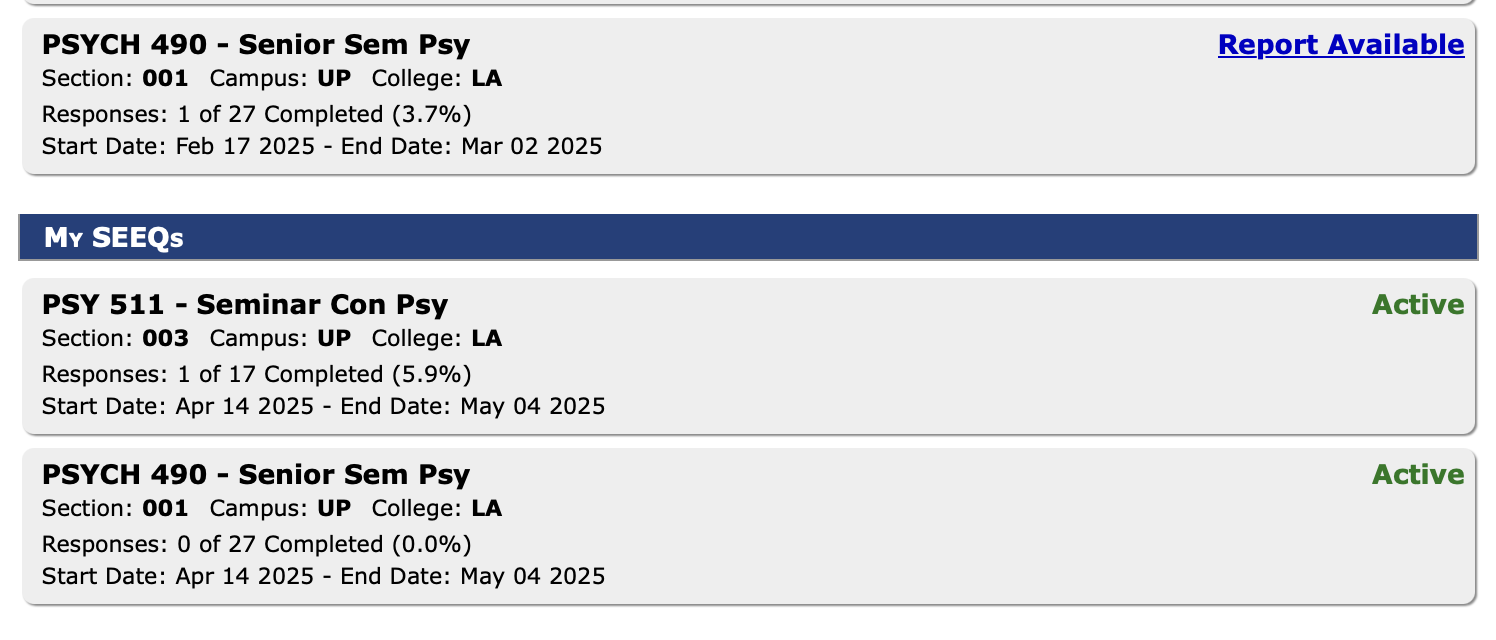 PSYCH 490 - Senior Sem Psy Report Available
Section: 001 Campus: UP College: LA
Responses: 1 of 27 Completed (3.7%)
Start Date: Feb 17 2025 - End Date: Mar 02 2025
My SEEQs
PSY 511 - Seminar Con Psy Active
Section: 003 Campus: UP College: LA
Responses: 1 of 17 Completed (5.9%)
Start Date: Apr 14 2025 - End Date: May 04 2025
PSYCH 490 - Senior Sem Psy Active
Section: 001 Campus: UP College: LA
Responses: 0 of 27 Completed (0.0%)
Start Date: Apr 14 2025 - End Date: May 04 2025